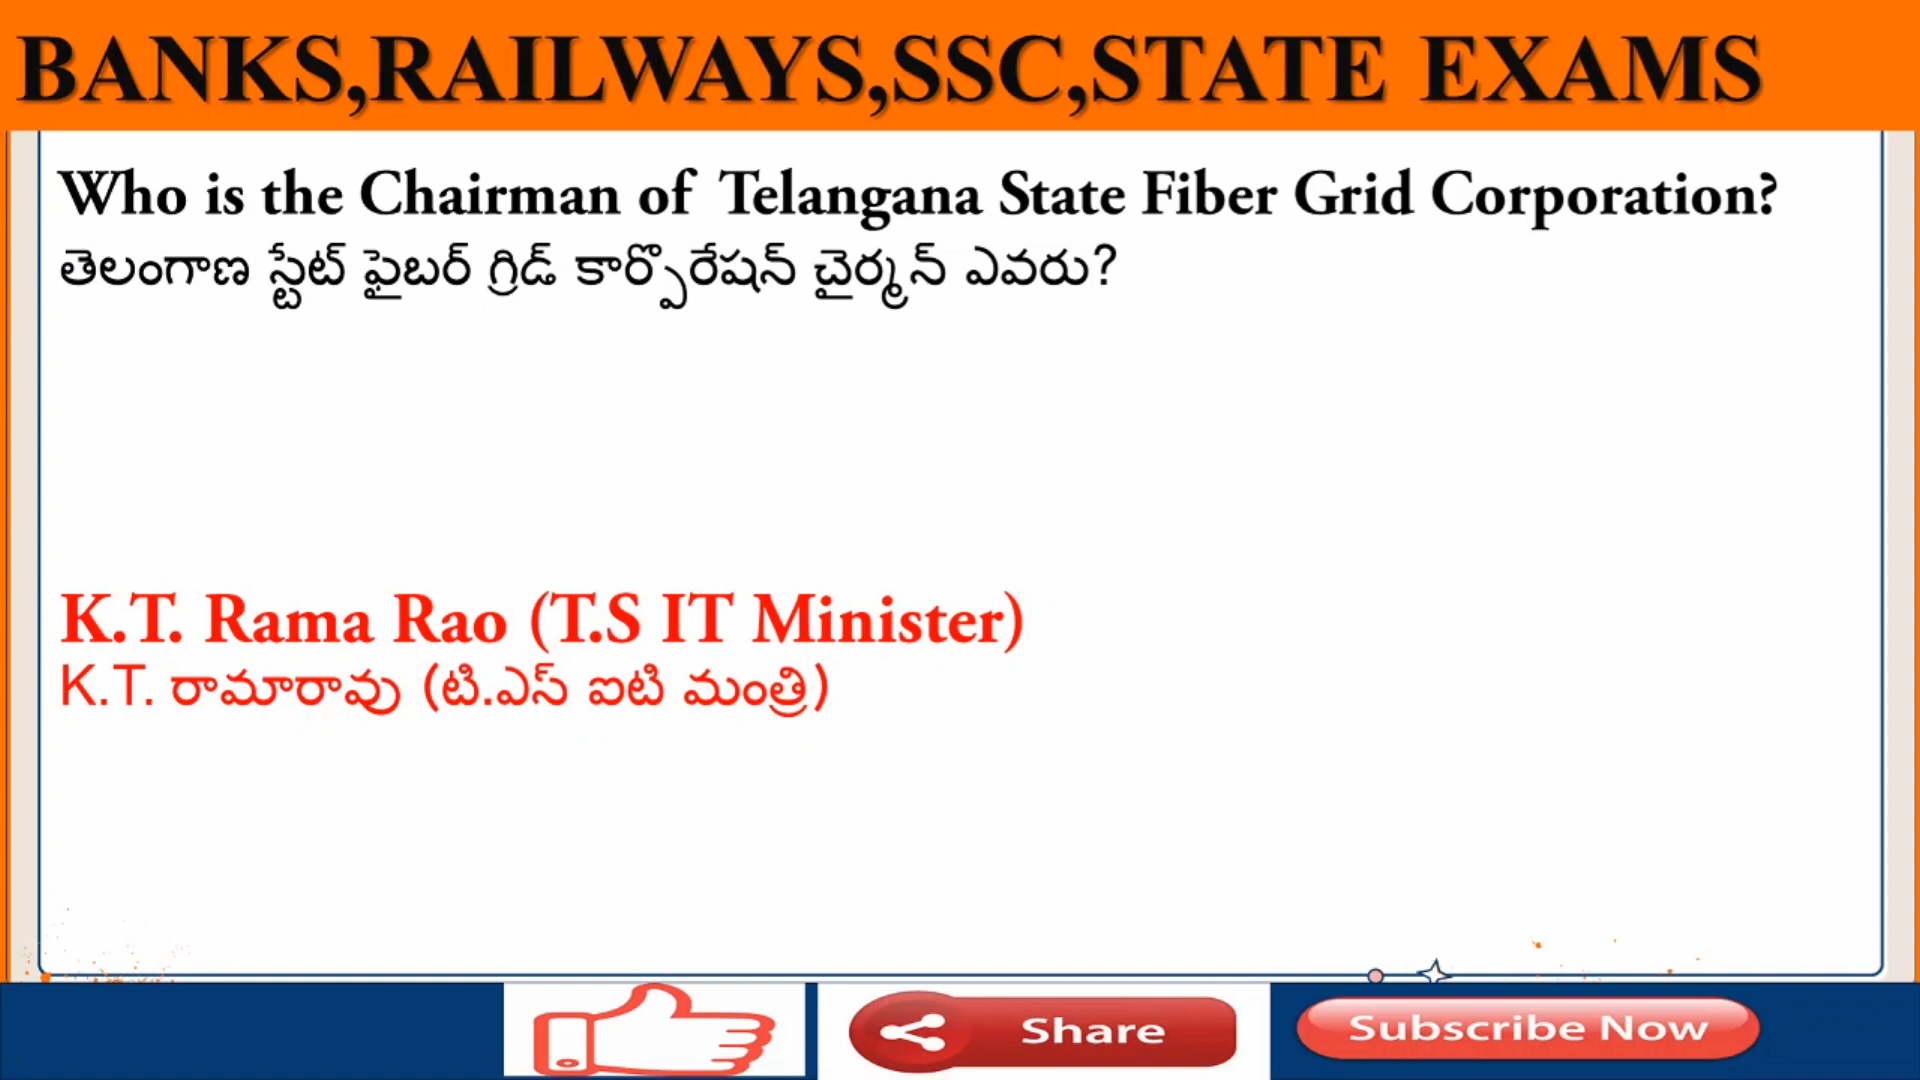 BANKS,RAILWAYS,SSC,STATE EXAMS
Who is the Chairman of Telangana State Fiber Grid Corporation?
తెలంగాణ స్టేట్ ఫైబర్ గ్రిడ్ కార్పొరేషన్ చైర్మన్ ఎవరు?
K.T. Rama Rao (T.S IT Minister)
K.T. రామారావు (టి.ఎస్ ఐటి మంత్రి)
Share
Subscribe Now